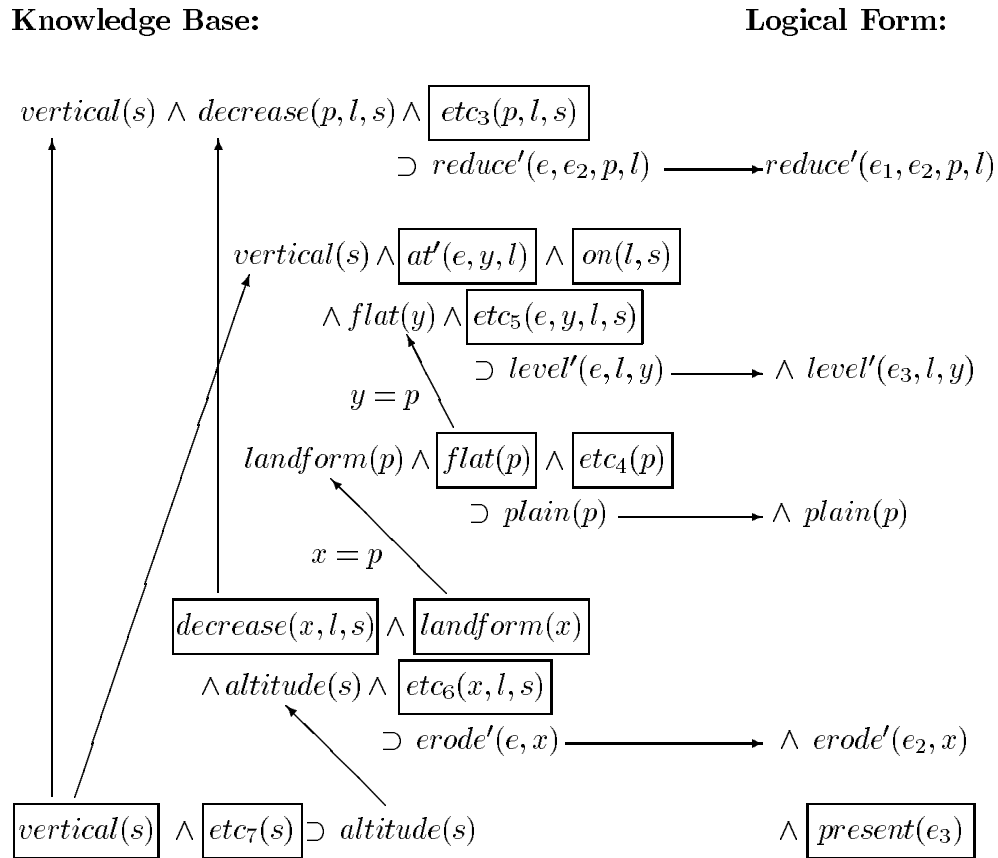 Knowledge Base: Logical Form:
vertical(s) ∧ decrease(p, l, s) ∧ etc₃(p, l, s)
⊃ reduce′(e, e₂, p, l) reduce′(e₁, e₂, p, l)
vertical(s) ∧ at′(e, y, l) ∧ on(l, s)
∧ flat(y) ∧ etc₅(e, y, l, s)
⊃ level′(e, l, y) ∧ level′(e₃, l, y)
y = p
landform(p) ∧ flat(p) ∧ etc₄(p)
⊃ plain(p) ∧ plain(p)
x = p
decrease(x, l, s) ∧ landform(x)
∧ altitude(s) ∧ etc₆(x, l, s)
⊃ erode′(e, x) ∧ erode′(e₂, x)
vertical(s) ∧ etc₇(s) ⊃ altitude(s) ∧ present(e₃)